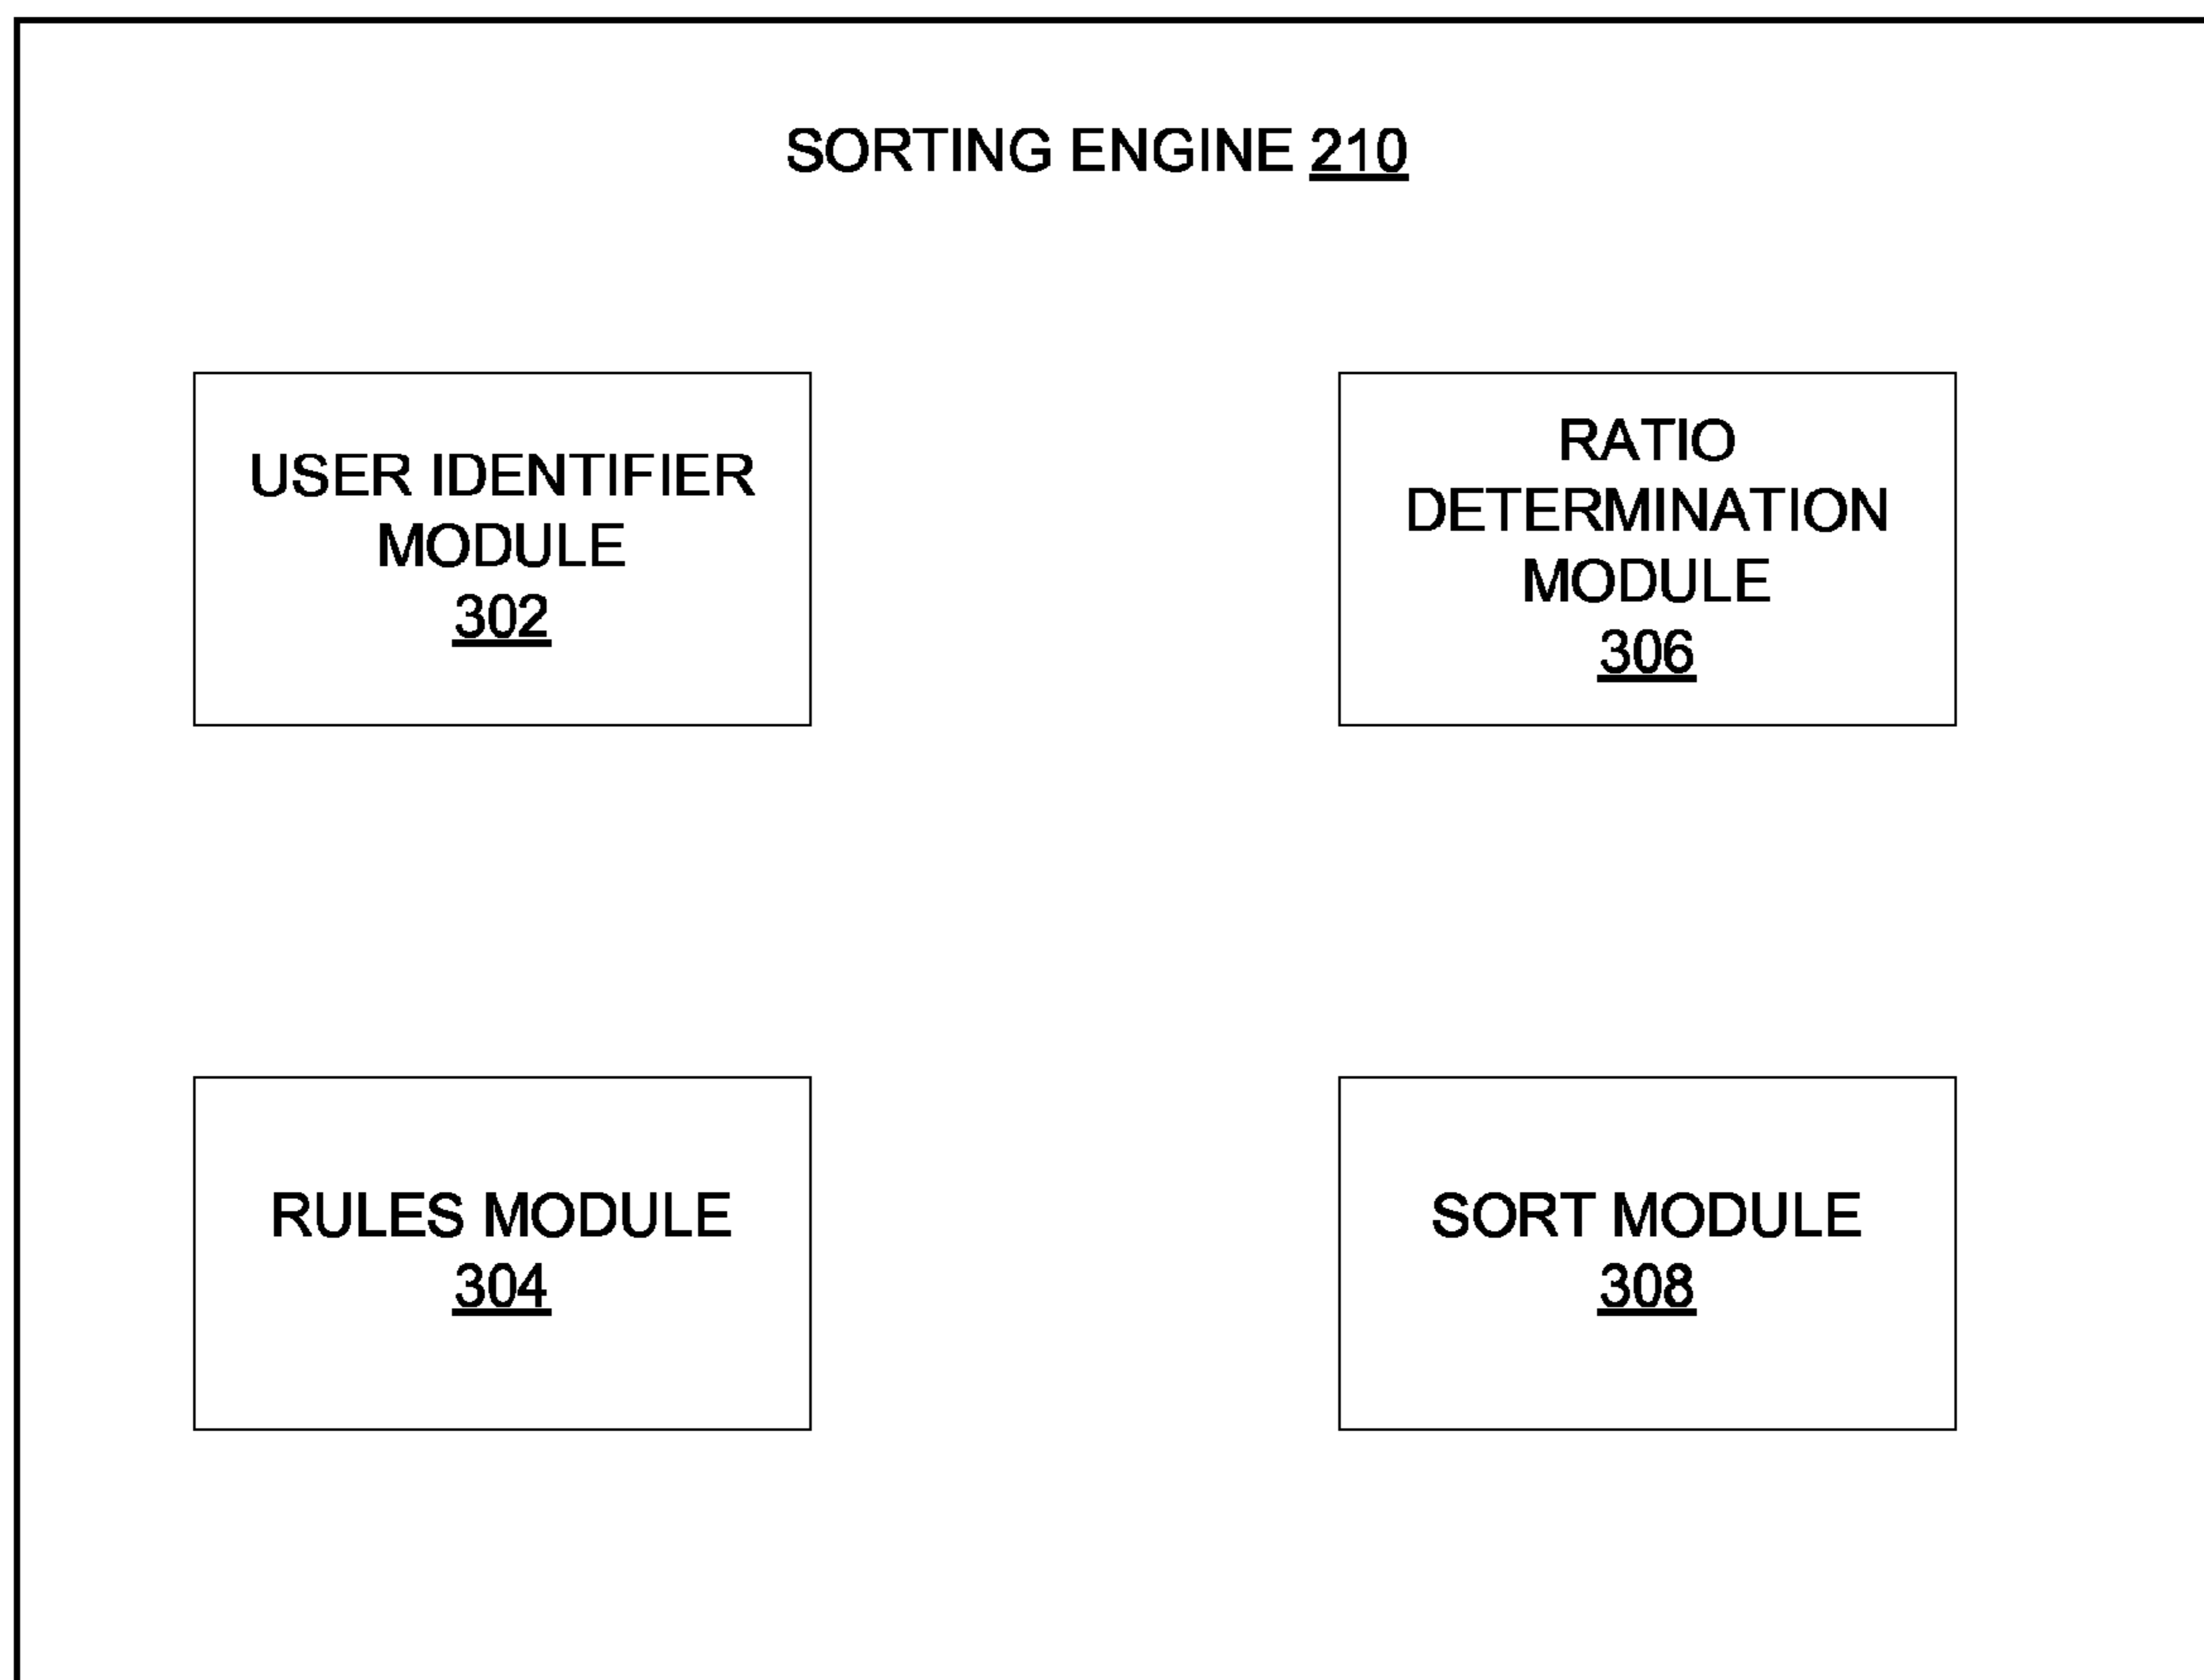 SORTING ENGINE 210
USER IDENTIFIER
MODULE
302
RATIO
DETERMINATION
MODULE
306
RULES MODULE
304
SORT MODULE
308